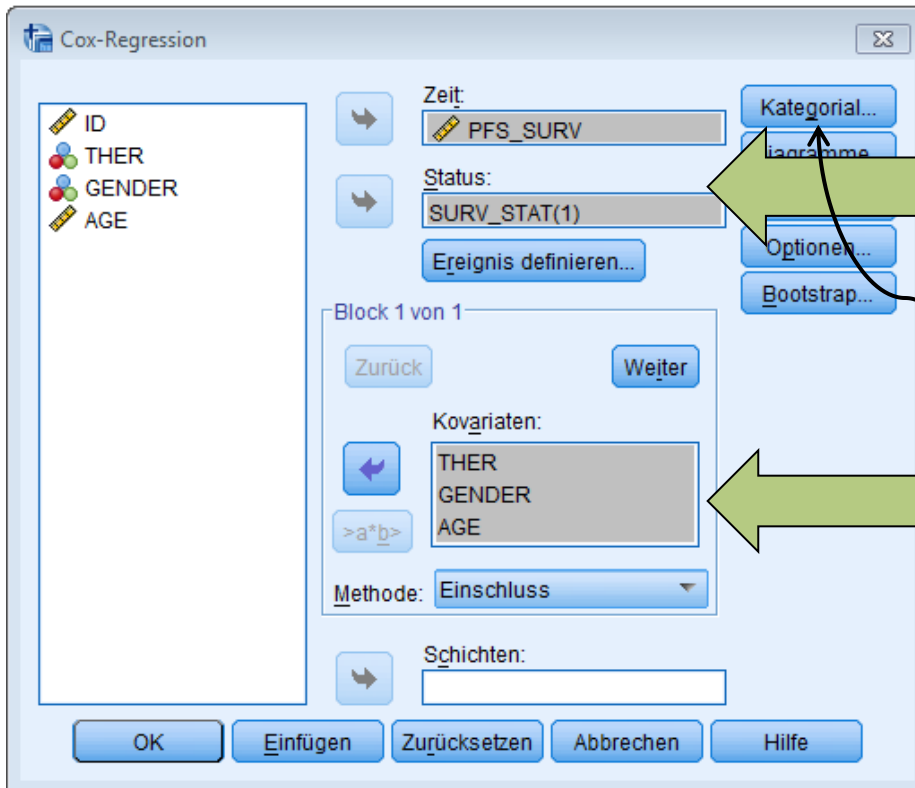 Cox-Regression
ID
THER
GENDER
AGE
Zeit:
PFS_SURV
Status:
SURV_STAT(1)
Ereignis definieren...
Block 1 von 1
Zurück
Weiter
Kovariaten:
THER
GENDER
AGE
>a*b>
Methode:
Einschluss
Schichten:
Kategorial...
Optionen...
Bootstrap...
OK
Einfügen
Zurücksetzen
Abbrechen
Hilfe